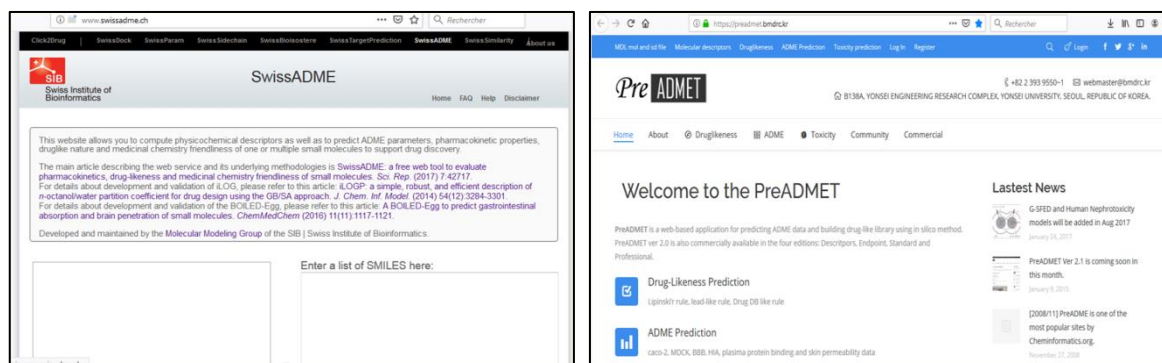 www.swissadme.ch
Rechercher
Click2Drug SwissDock SwissParam SwissSidechain SwissBioisostere SwissTargetPrediction SwissADME SwissSimilarity About us
SIB
Swiss Institute of
Bioinformatics
SwissADME
Home FAQ Help Disclaimer
This website allows you to compute physicochemical descriptors as well as to predict ADME parameters, pharmacokinetic properties,
druglike nature and medicinal chemistry friendliness of one or multiple small molecules to support drug discovery.
The main article describing the web service and its underlying methodologies is SwissADME: a free web tool to evaluate
pharmacokinetics, drug-likeness and medicinal chemistry friendliness of small molecules. Sci. Rep. (2017) 7:42717.
For details about development and validation of iLOG, please refer to this article: iLOGP: a simple, robust, and efficient description of
n-octanol/water partition coefficient for drug design using the GB/SA approach. J. Chem. Inf. Model. (2014) 54(12):3284-3301.
For details about development and validation of the BOILED-Egg, please refer to this article: A BOILED-Egg to predict gastrointestinal
absorption and brain penetration of small molecules. ChemMedChem (2016) 11(11):1117-1121.
Developed and maintained by the Molecular Modeling Group of the SIB | Swiss Institute of Bioinformatics.
Enter a list of SMILES here:
https://preadmet.bmdrc.kr
Rechercher
MOL mol and sd file Molecular descriptors Druglikeness ADME Prediction Toxicity prediction Log In Register
Login
Pre ADMET
+82 2 393 9550~1 webmaster@bmdrc.kr
B138A, YONSEI ENGINEERING RESEARCH COMPLEX, YONSEI UNIVERSITY, SEOUL, REPUBLIC OF KOREA.
Home About Druglikeness ADME Toxicity Community Commercial
Welcome to the PreADMET
PreADMET is a web-based application for predicting ADME data and building drug-like library using in silico method.
PreADMET ver 2.0 is also commercially available in the four editions: Descritpors, Endpoint, Standard and
Professional.
Drug-Likeness Prediction
Lipinski'r rule, lead-like rule, Drug DB like rule
ADME Prediction
caco-2, MDCK, BBB, HIA, plasima protein binding and skin permeability data
Lastest News
G-SFED and Human Nephrotoxicity
models will be added in Aug 2017
January 24, 2017
PreADMET Ver 2.1 is coming soon in
this month.
January 9, 2015
[2008/11] PreADME is one of the
most popular sites by
Cheminformatics.org.
November 27, 2008